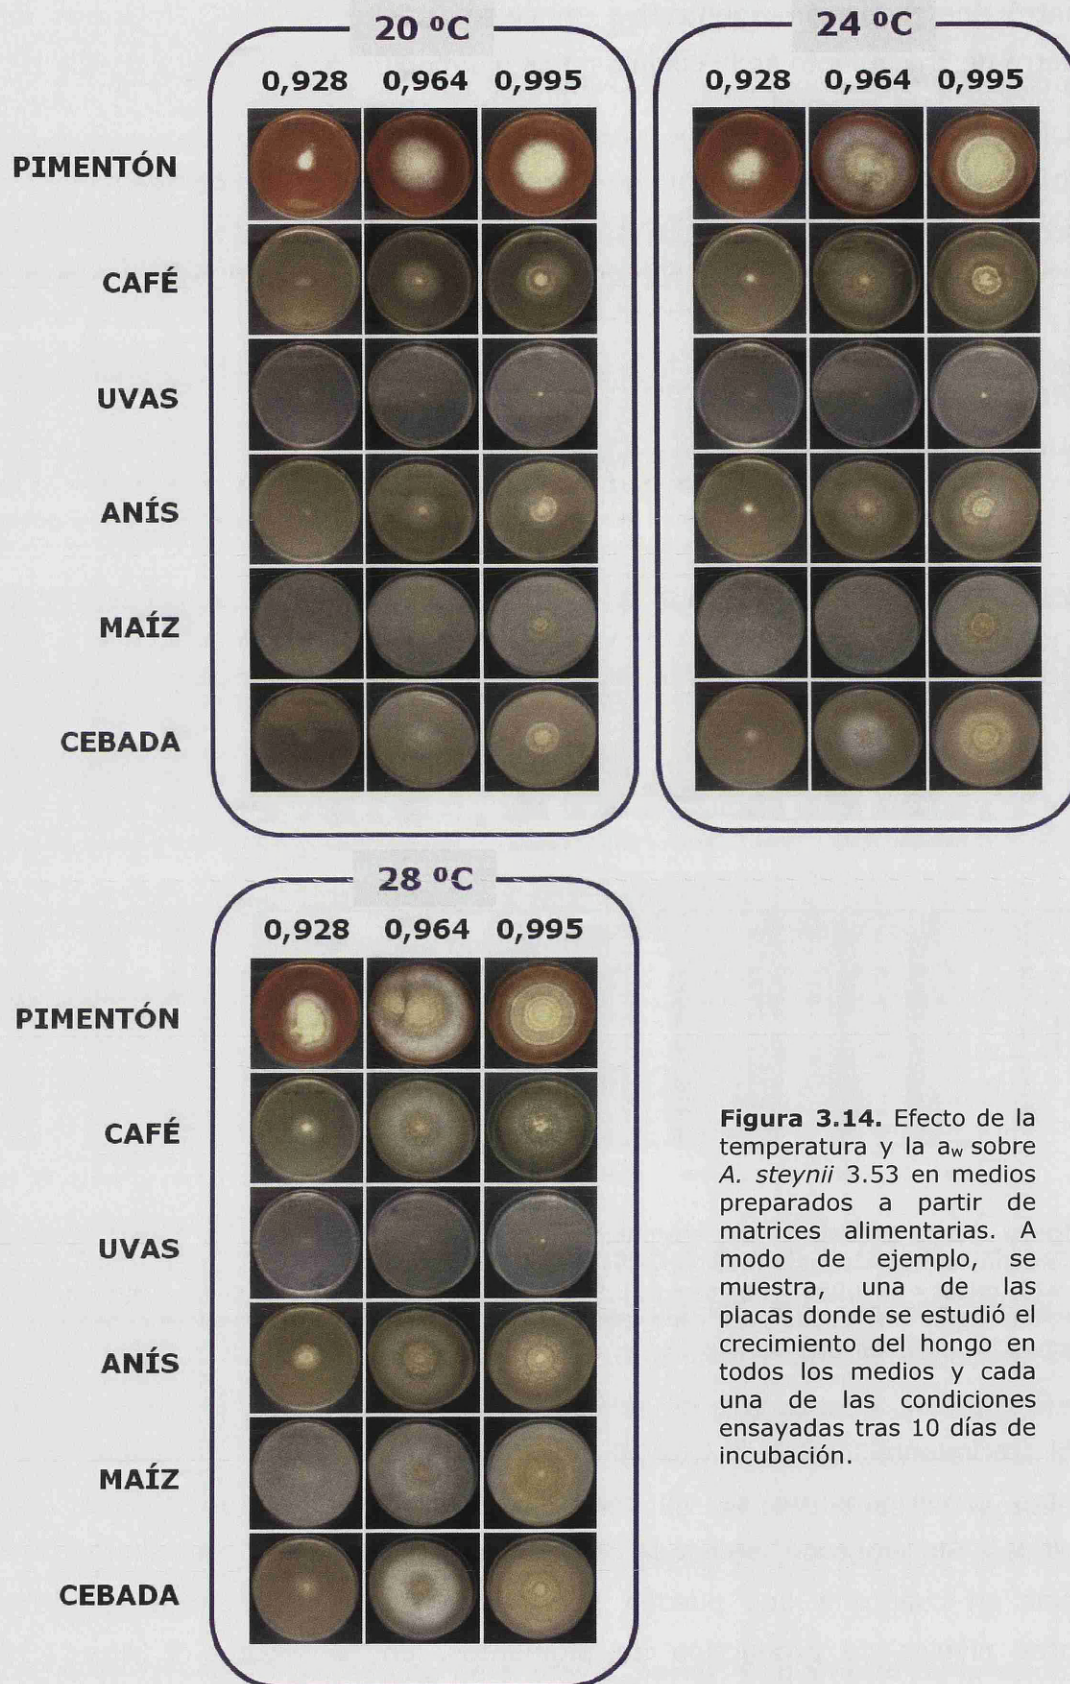 20 ºC
0,928 0,964 0,995
24 ºC
0,928 0,964 0,995
PIMENTÓN
CAFÉ
UVAS
ANÍS
MAÍZ
CEBADA
28 ºC
0,928 0,964 0,995
PIMENTÓN
CAFÉ
UVAS
ANÍS
MAÍZ
CEBADA
Figura 3.14. Efecto de la
temperatura y la aw sobre
A. steynii 3.53 en medios
preparados a partir de
matrices alimentarias. A
modo de ejemplo, se
muestra, una de las
placas donde se estudió el
crecimiento del hongo en
todos los medios y cada
una de las condiciones
ensayadas tras 10 días de
incubación.